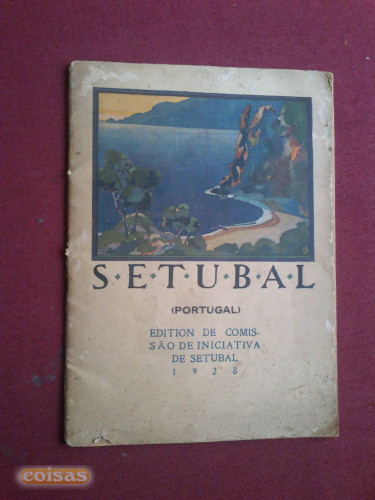 S·E·T·U·B·A·L
(PORTUGAL)
EDITION DE COMIS-
SÃO DE INICIATIVA
DE SETUBAL
1928
coisas